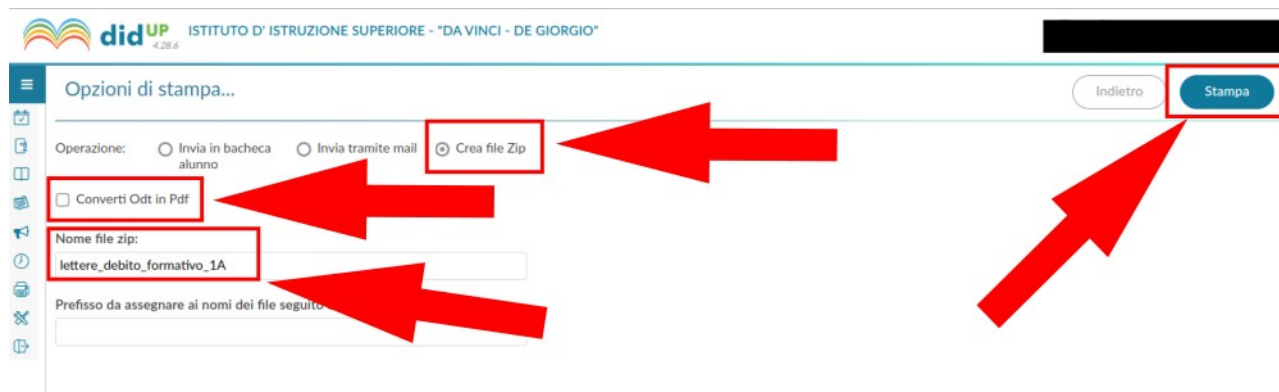 didUP ISTITUTO D' ISTRUZIONE SUPERIORE - "DA VINCI - DE GIORGIO"
4.28.6
Opzioni di stampa...
Indietro
Stampa
Operazione:
Invia in bacheca
alunno
Invia tramite mail
Crea file Zip
Converti Odt in Pdf
Nome file zip:
lettere_debito_formativo_1A
Prefisso da assegnare ai nomi dei file seguito